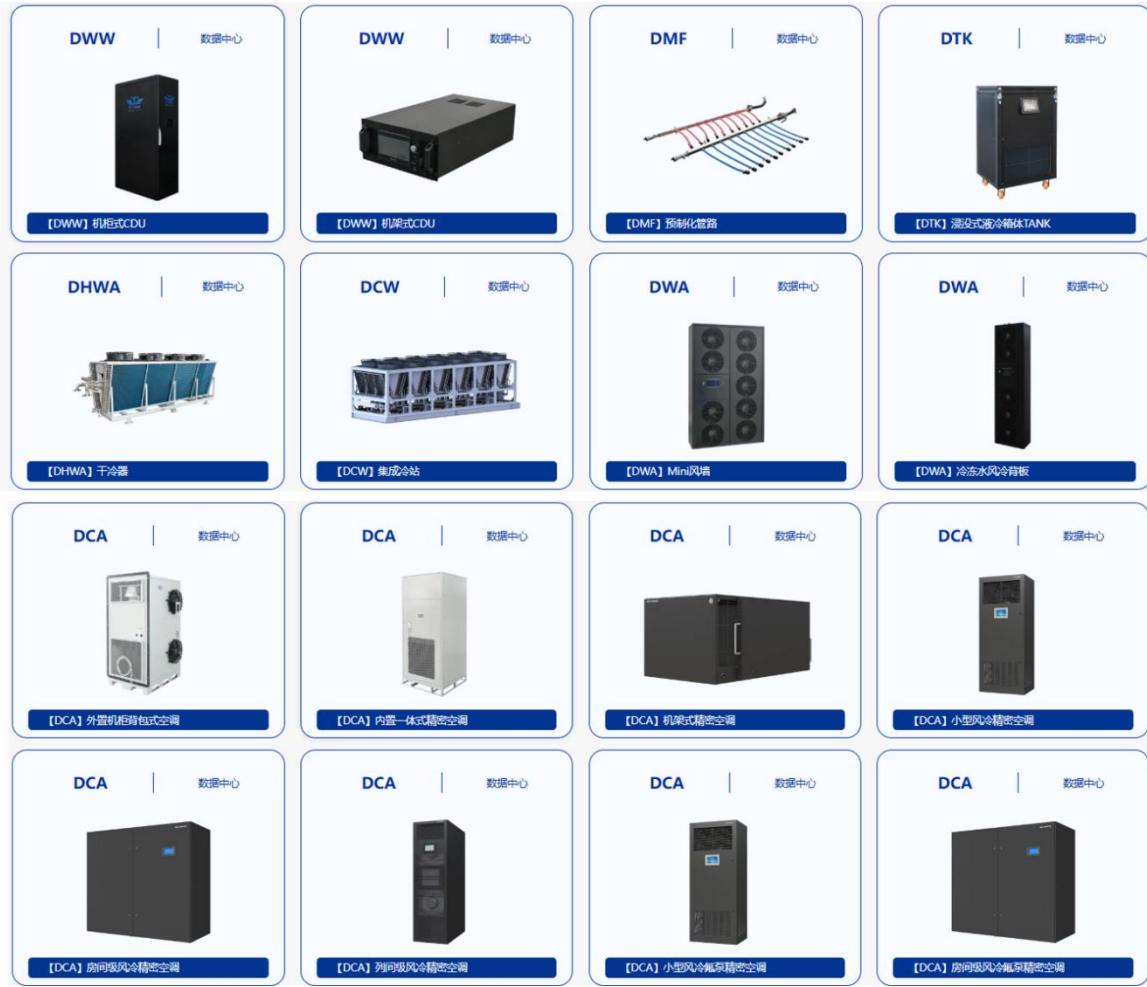 DWW | 数据中心
【DWW】机柜式CDU
DWW | 数据中心
【DWW】机架式CDU
DMF | 数据中心
【DMF】预制化管路
DTK | 数据中心
【DTK】浸没式液冷箱体TANK
DHWA | 数据中心
【DHWA】干冷器
DCW | 数据中心
【DCW】集成冷站
DWA | 数据中心
【DWA】Mini风墙
DWA | 数据中心
【DWA】冷冻水风冷背板
DCA | 数据中心
【DCA】外置机柜背包式空调
DCA | 数据中心
【DCA】内置一体式精密空调
DCA | 数据中心
【DCA】机架式精密空调
DCA | 数据中心
【DCA】小型风冷精密空调
DCA | 数据中心
【DCA】房间级风冷精密空调
DCA | 数据中心
【DCA】列间级风冷精密空调
DCA | 数据中心
【DCA】小型风冷氟泵精密空调
DCA | 数据中心
【DCA】房间级风冷氟泵精密空调